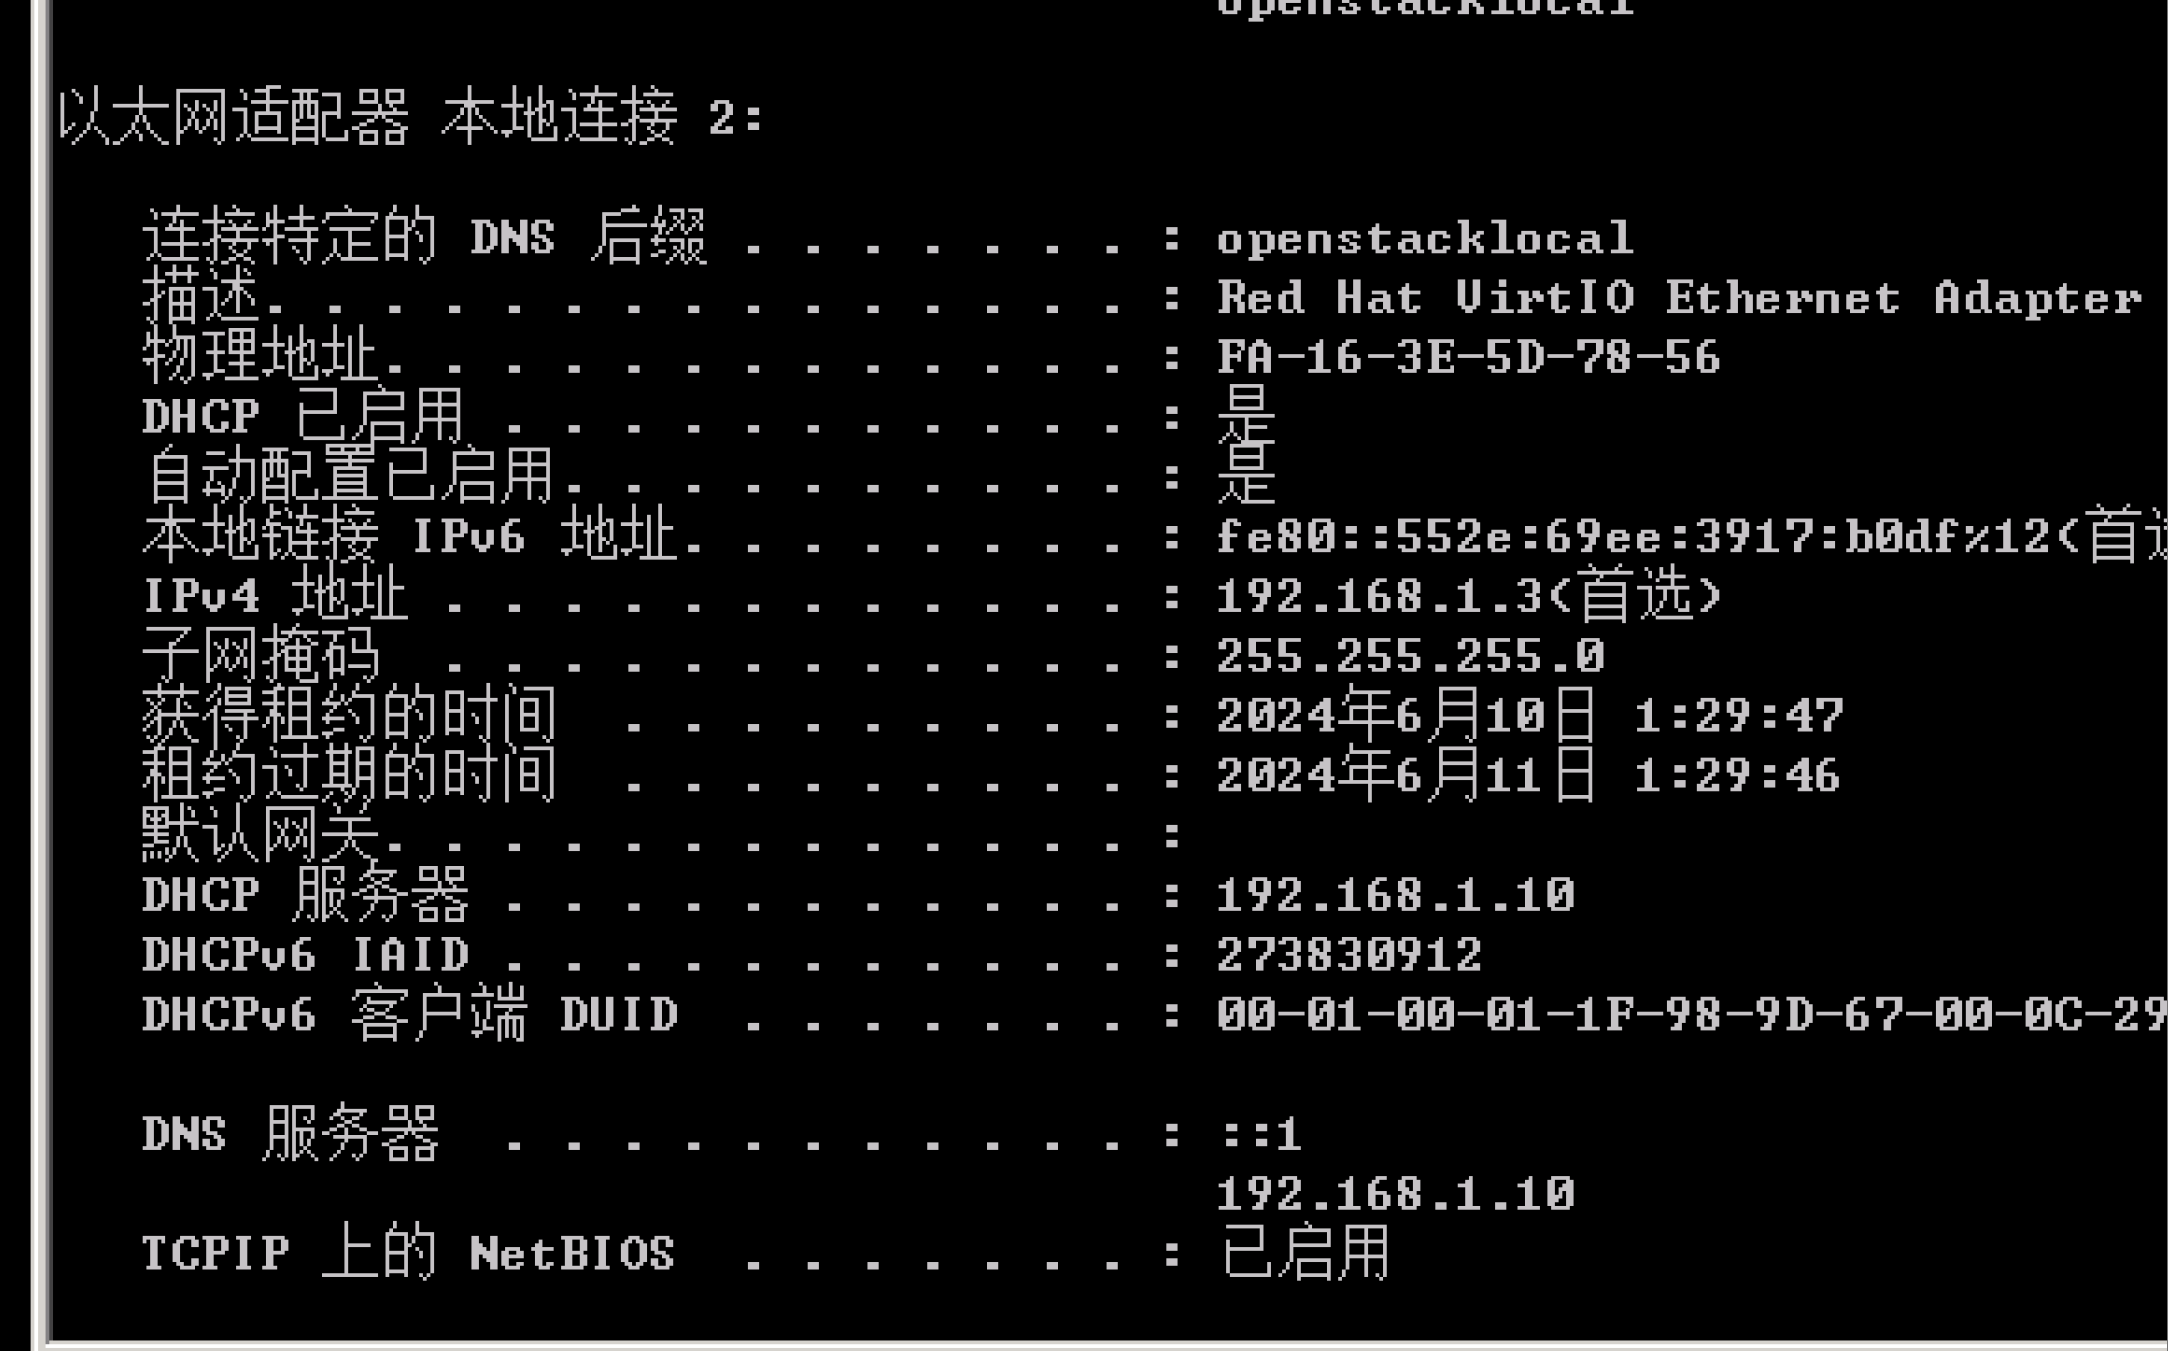 openstacklocal
以太网适配器 本地连接 2:
连接特定的 DNS 后缀 . . . . . . . : openstacklocal
描述. . . . . . . . . . . . . . . : Red Hat VirtIO Ethernet Adapter
物理地址. . . . . . . . . . . . . : FA-16-3E-5D-78-56
DHCP 已启用 . . . . . . . . . . . : 是
自动配置已启用. . . . . . . . . . : 是
本地链接 IPv6 地址. . . . . . . . : fe80::552e:69ee:3917:b0df%12(首选
IPv4 地址 . . . . . . . . . . . . : 192.168.1.3(首选)
子网掩码  . . . . . . . . . . . . : 255.255.255.0
获得租约的时间  . . . . . . . . . : 2024年6月10日 1:29:47
租约过期的时间  . . . . . . . . . : 2024年6月11日 1:29:46
默认网关. . . . . . . . . . . . . :
DHCP 服务器 . . . . . . . . . . . : 192.168.1.10
DHCPv6 IAID . . . . . . . . . . . : 273830912
DHCPv6 客户端 DUID  . . . . . . . : 00-01-00-01-1F-98-9D-67-00-0C-29
DNS 服务器  . . . . . . . . . . . : ::1
192.168.1.10
TCPIP 上的 NetBIOS  . . . . . . . : 已启用